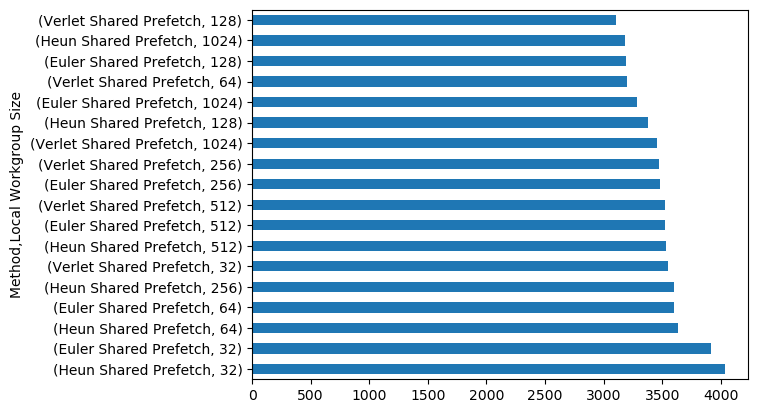 Method,Local Workgroup Size
(Verlet Shared Prefetch, 128)
(Heun Shared Prefetch, 1024)
(Euler Shared Prefetch, 128)
(Verlet Shared Prefetch, 64)
(Euler Shared Prefetch, 1024)
(Heun Shared Prefetch, 128)
(Verlet Shared Prefetch, 1024)
(Verlet Shared Prefetch, 256)
(Euler Shared Prefetch, 256)
(Verlet Shared Prefetch, 512)
(Euler Shared Prefetch, 512)
(Heun Shared Prefetch, 512)
(Verlet Shared Prefetch, 32)
(Heun Shared Prefetch, 256)
(Euler Shared Prefetch, 64)
(Heun Shared Prefetch, 64)
(Euler Shared Prefetch, 32)
(Heun Shared Prefetch, 32)
0 500 1000 1500 2000 2500 3000 3500 4000